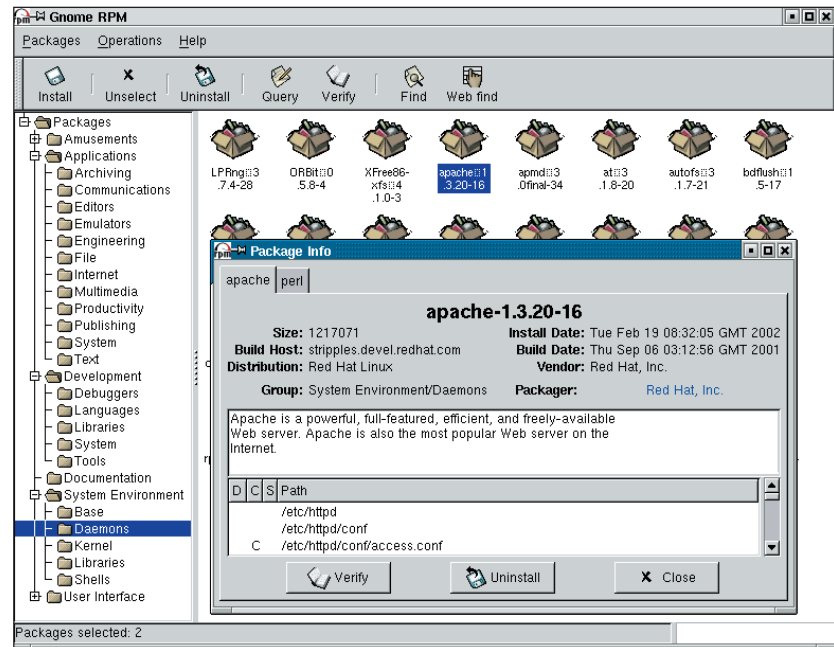 rpm Gnome RPM
Packages Operations Help
Install Unselect Uninstall Query Verify Find Web find
Packages
Amusements
Applications
Archiving
Communications
Editors
Emulators
Engineering
File
Internet
Multimedia
Productivity
Publishing
System
Text
Development
Debuggers
Languages
Libraries
System
Tools
Documentation
System Environment
Base
Daemons
Kernel
Libraries
Shells
User Interface
LPRng 3
.7.4-28
ORBit 0
.5.8-4
XFree86-
xfs 4
.1.0-3
apache 1
.3.20-16
apmd 3
.0final-34
at 3
.1.8-20
autofs 3
.1.7-21
bdflush 1
.5-17
rpm Package Info
apache perl
apache-1.3.20-16
Size: 1217071 Install Date: Tue Feb 19 08:32:05 GMT 2002
Build Host: stripples.devel.redhat.com Build Date: Thu Sep 06 03:12:56 GMT 2001
Distribution: Red Hat Linux Vendor: Red Hat, Inc.
Group: System Environment/Daemons Packager: Red Hat, Inc.
Apache is a powerful, full-featured, efficient, and freely-available
Web server. Apache is also the most popular Web server on the
Internet.
D C S Path
/etc/httpd
/etc/httpd/conf
C /etc/httpd/conf/access.conf
Verify Uninstall X Close
Packages selected: 2